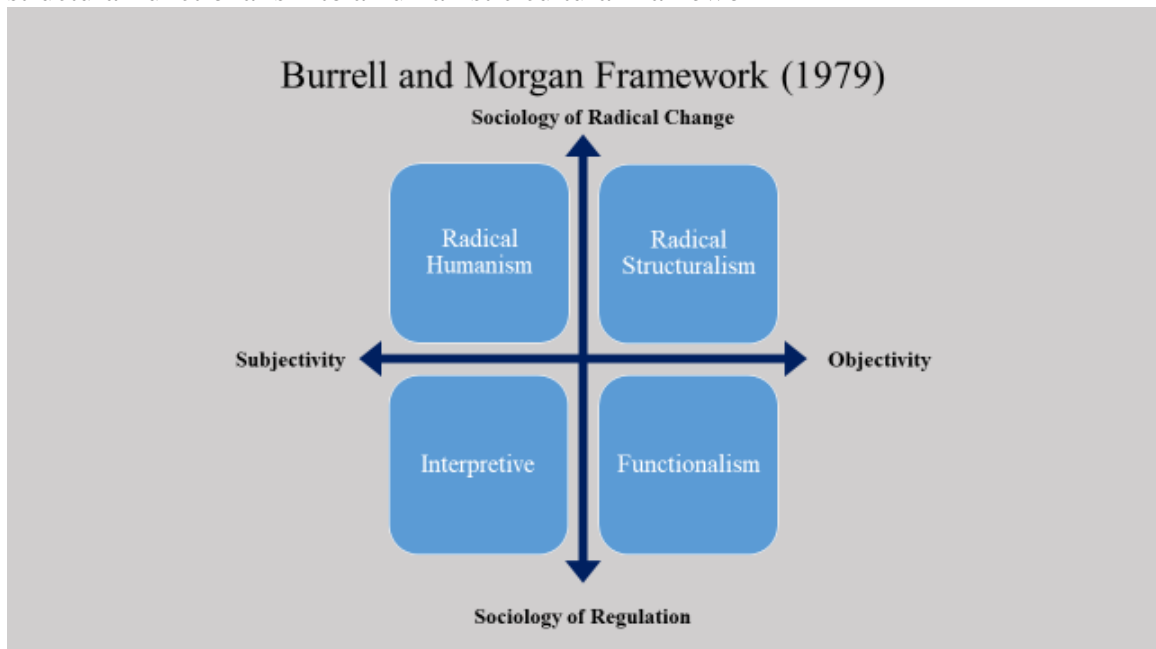 Burrell and Morgan Framework (1979)
Sociology of Radical Change
Radical
Humanism
Radical
Structuralism
Subjectivity
Objectivity
Interpretive
Functionalism
Sociology of Regulation